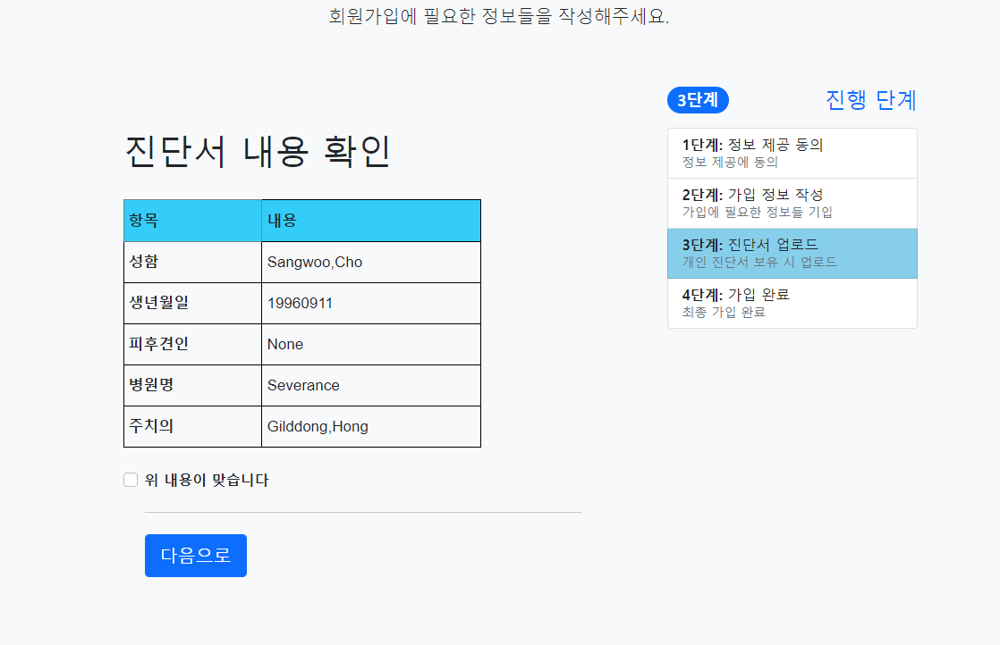 회원가입에 필요한 정보들을 작성해주세요.
진단서 내용 확인
항목 내용
성함 Sangwoo,Cho
생년월일 19960911
피후견인 None
병원명 Severance
주치의 Gilddong,Hong
위 내용이 맞습니다
다음으로
3단계 진행 단계
1단계: 정보 제공 동의
정보 제공에 동의
2단계: 가입 정보 작성
가입에 필요한 정보들 기입
3단계: 진단서 업로드
개인 진단서 보유 시 업로드
4단계: 가입 완료
최종 가입 완료